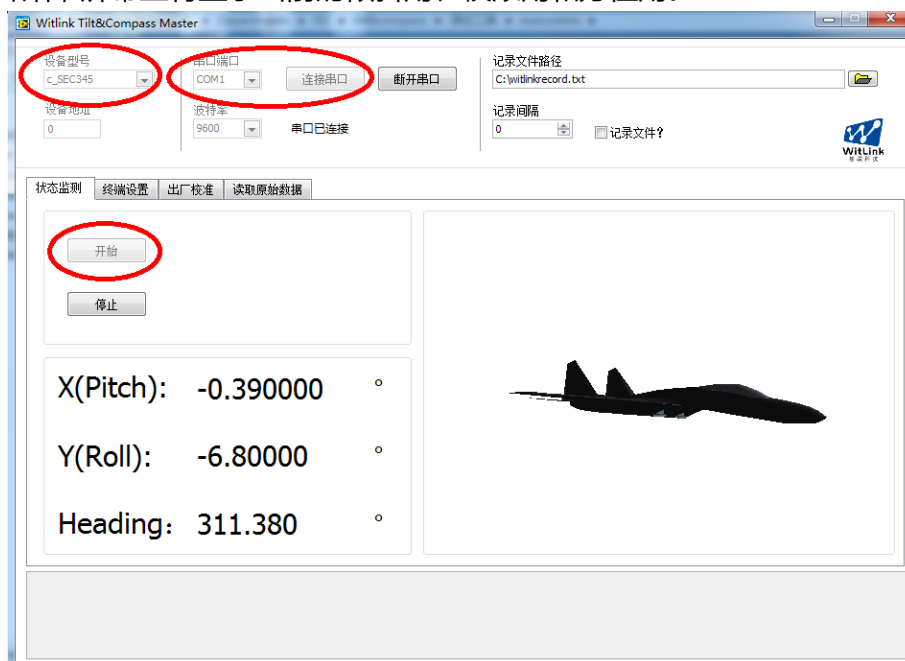 Witlink Tilt&Compass Master
设备型号
c_SEC345
设备地址
0
串口端口
COM1
连接串口
断开串口
波特率
9600
串口已连接
记录文件路径
C:\witlinkrecord.txt
记录间隔
0
记录文件?
WitLink
状态监测
终端设置
出厂校准
读取原始数据
开始
停止
X(Pitch): -0.390000 °
Y(Roll): -6.80000 °
Heading: 311.380 °